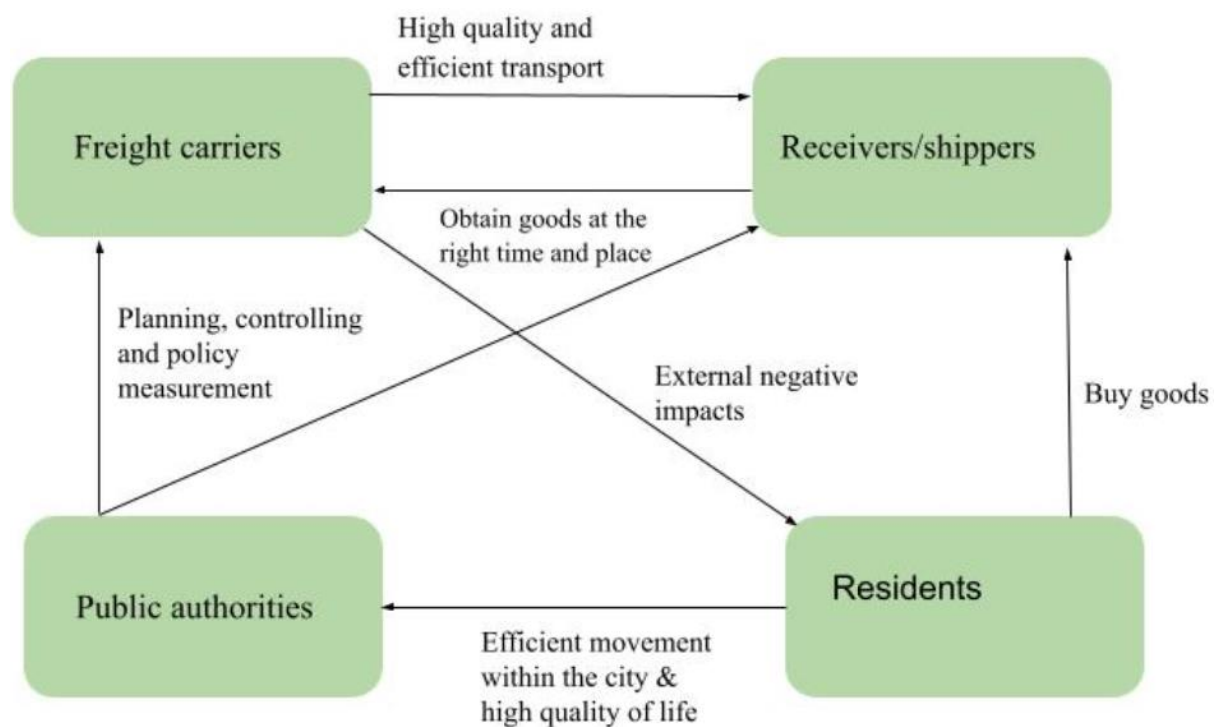 High quality and
efficient transport
Freight carriers
Receivers/shippers
Obtain goods at the
right time and place
Planning, controlling
and policy
measurement
External negative
impacts
Buy goods
Public authorities
Residents
Efficient movement
within the city &
high quality of life